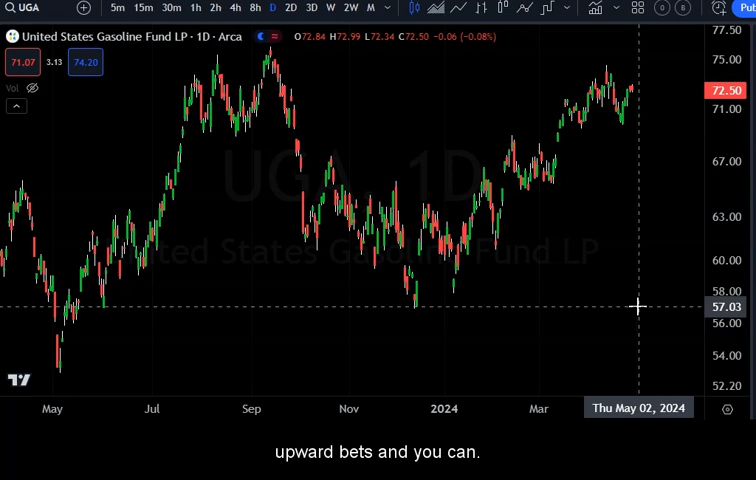 UGA 5m 15m 30m 1h 2h 4h D 2D 3D W 2W M Pub
United States Gasoline Fund LP · 1D · Arca O72.84 H72.99 L72.34 C72.50 -0.06 (-0.08%)
71.07 3.13 74.20
Vol
77.50
75.00
72.50
71.00
67.00
63.00
60.00
58.00
57.03
56.00
54.00
52.20
UGA, 1D
United States Gasoline Fund LP
May Jul Sep Nov 2024 Mar Thu May 02, 2024
upward bets and you can.